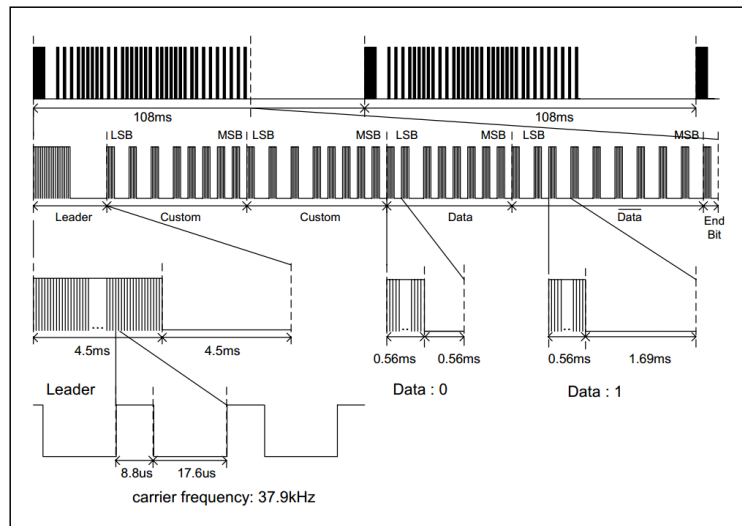 108ms 108ms
LSB MSB LSB MSB LSB MSB LSB MSB
Leader Custom Custom Data Data End
Bit
4.5ms 4.5ms 0.56ms 0.56ms 0.56ms 1.69ms
Leader Data : 0 Data : 1
8.8us 17.6us
carrier frequency: 37.9kHz